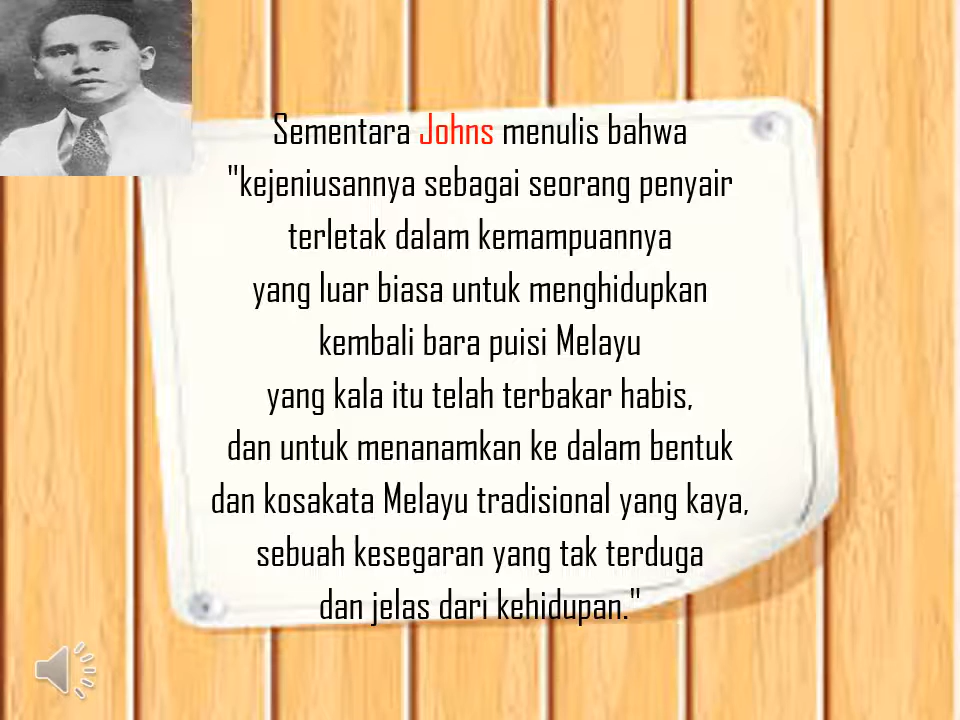 Sementara Johns menulis bahwa
"kejeniusannya sebagai seorang penyair
terletak dalam kemampuannya
yang luar biasa untuk menghidupkan
kembali bara puisi Melayu
yang kala itu telah terbakar habis,
dan untuk menanamkan ke dalam bentuk
dan kosakata Melayu tradisional yang kaya,
sebuah kesegaran yang tak terduga
dan jelas dari kehidupan."